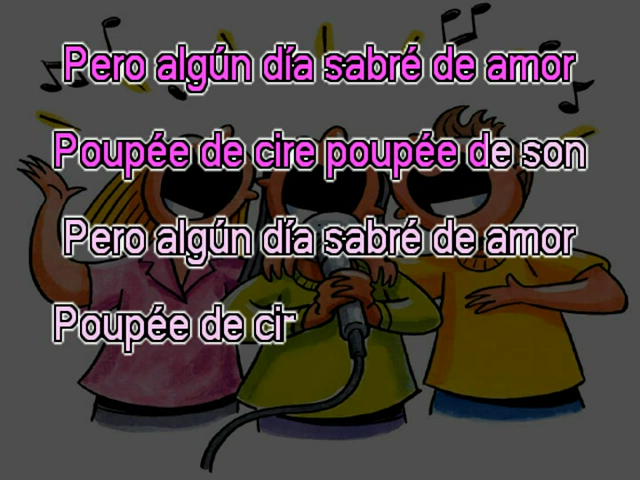 Pero algún día sabré de amor
Poupée de cire poupée de son
Pero algún día sabré de amor
Poupée de cir